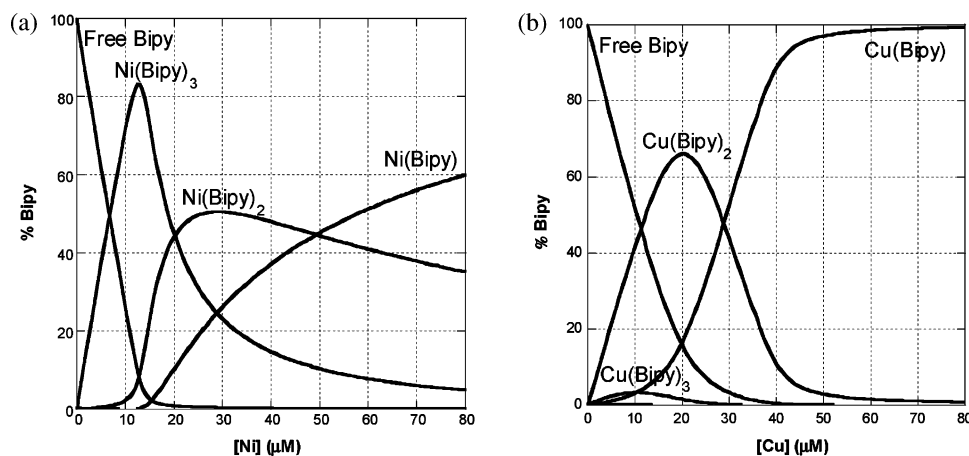 (a)
100
80
60
40
20
0
% Bipy
Free Bipy
Ni(Bipy)₃
Ni(Bipy)₂
Ni(Bipy)
0 10 20 30 40 50 60 70 80
[Ni] (μM)
(b)
100
80
60
40
20
0
% Bipy
Free Bipy
Cu(Bipy)
Cu(Bipy)₂
Cu(Bipy)₃
0 10 20 30 40 50 60 70 80
[Cu] (μM)